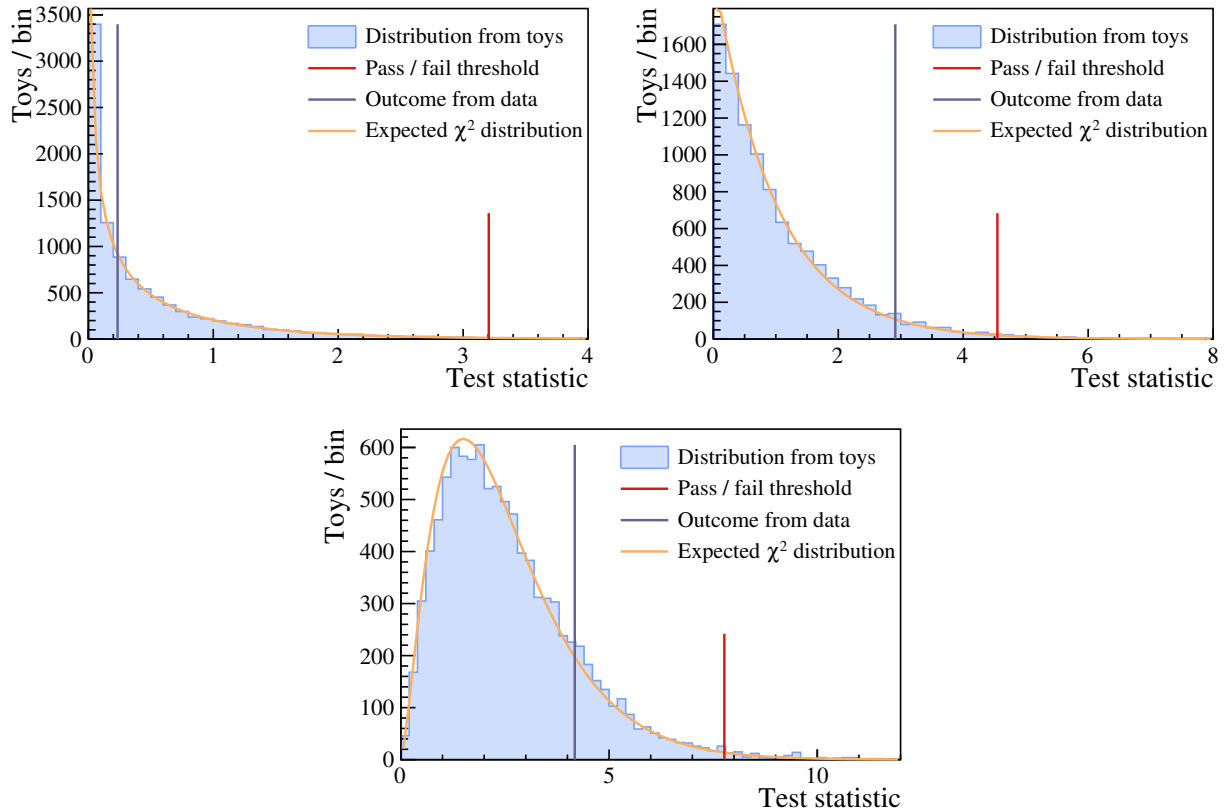 Toys / bin
3500
3000
2500
2000
1500
1000
500
0
0 1 2 3 4
Test statistic
Distribution from toys
Pass / fail threshold
Outcome from data
Expected χ² distribution
Toys / bin
1600
1400
1200
1000
800
600
400
200
0
0 2 4 6 8
Test statistic
Distribution from toys
Pass / fail threshold
Outcome from data
Expected χ² distribution
Toys / bin
600
500
400
300
200
100
0
0 5 10
Test statistic
Distribution from toys
Pass / fail threshold
Outcome from data
Expected χ² distribution